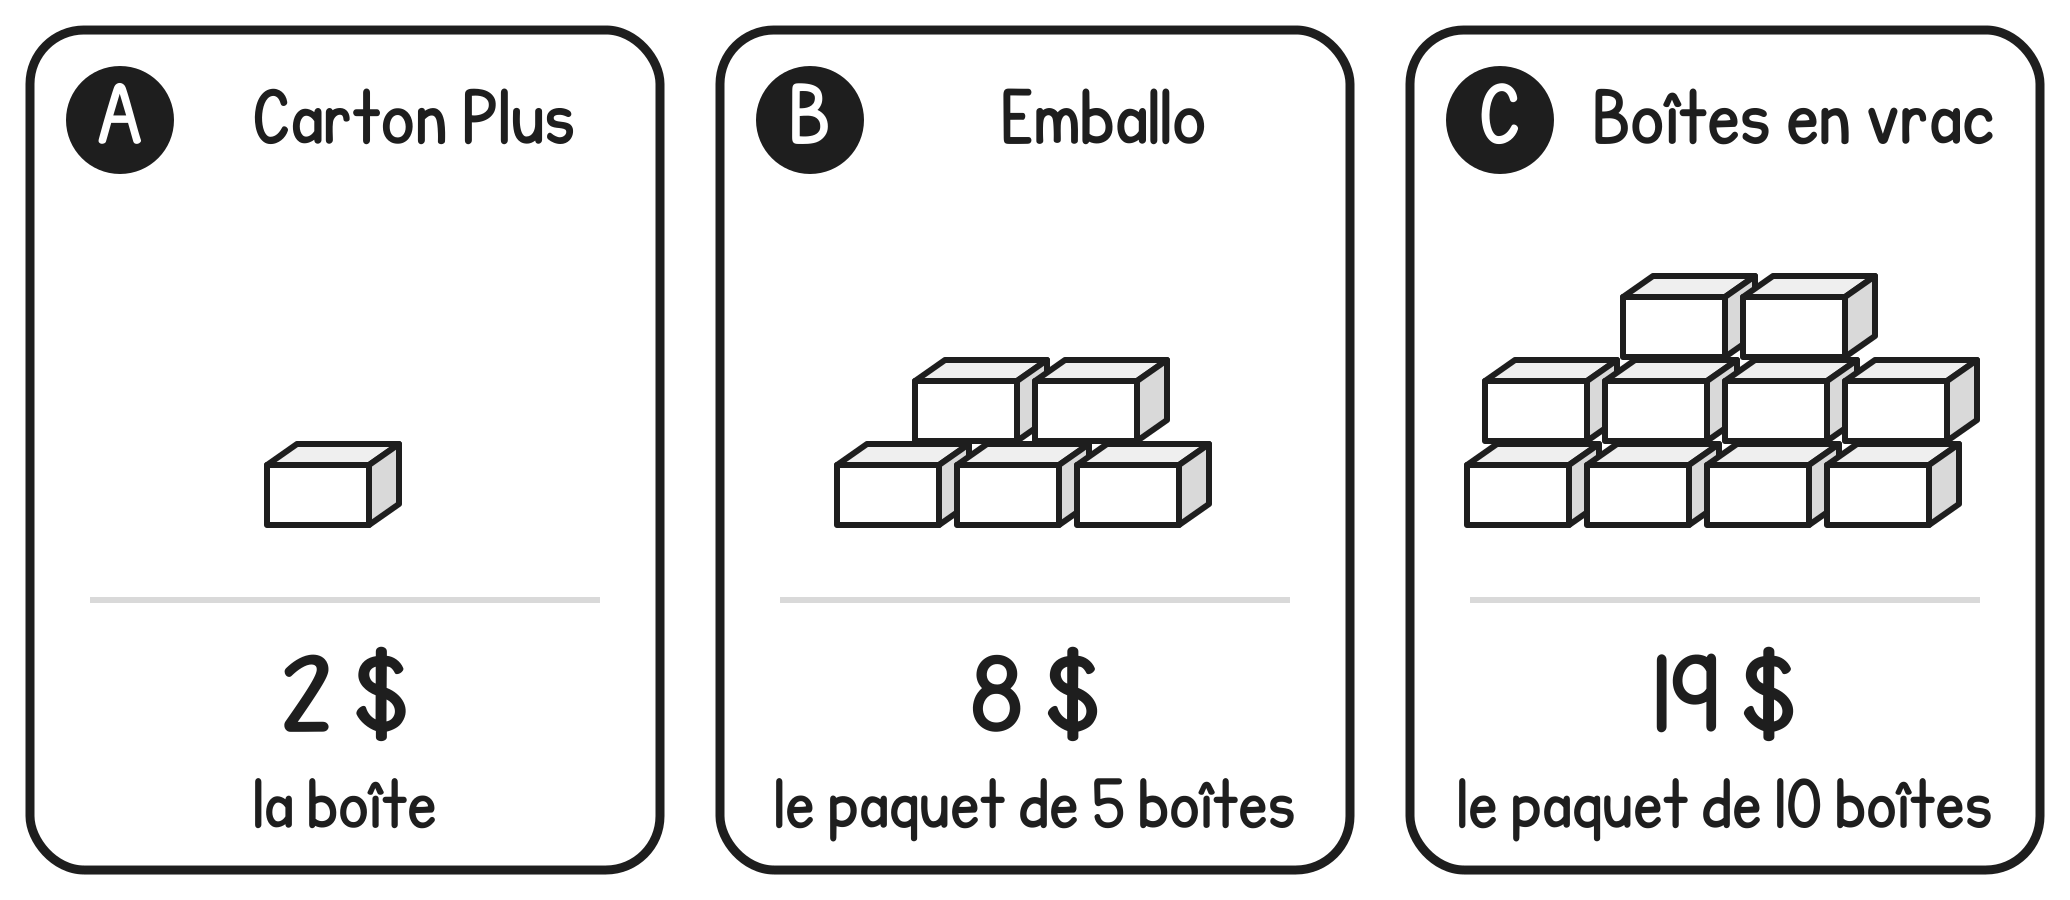 A
Carton Plus
2 $
la boîte
B
Emballo
8 $
le paquet de 5 boîtes
C
Boîtes en vrac
19 $
le paquet de 10 boîtes